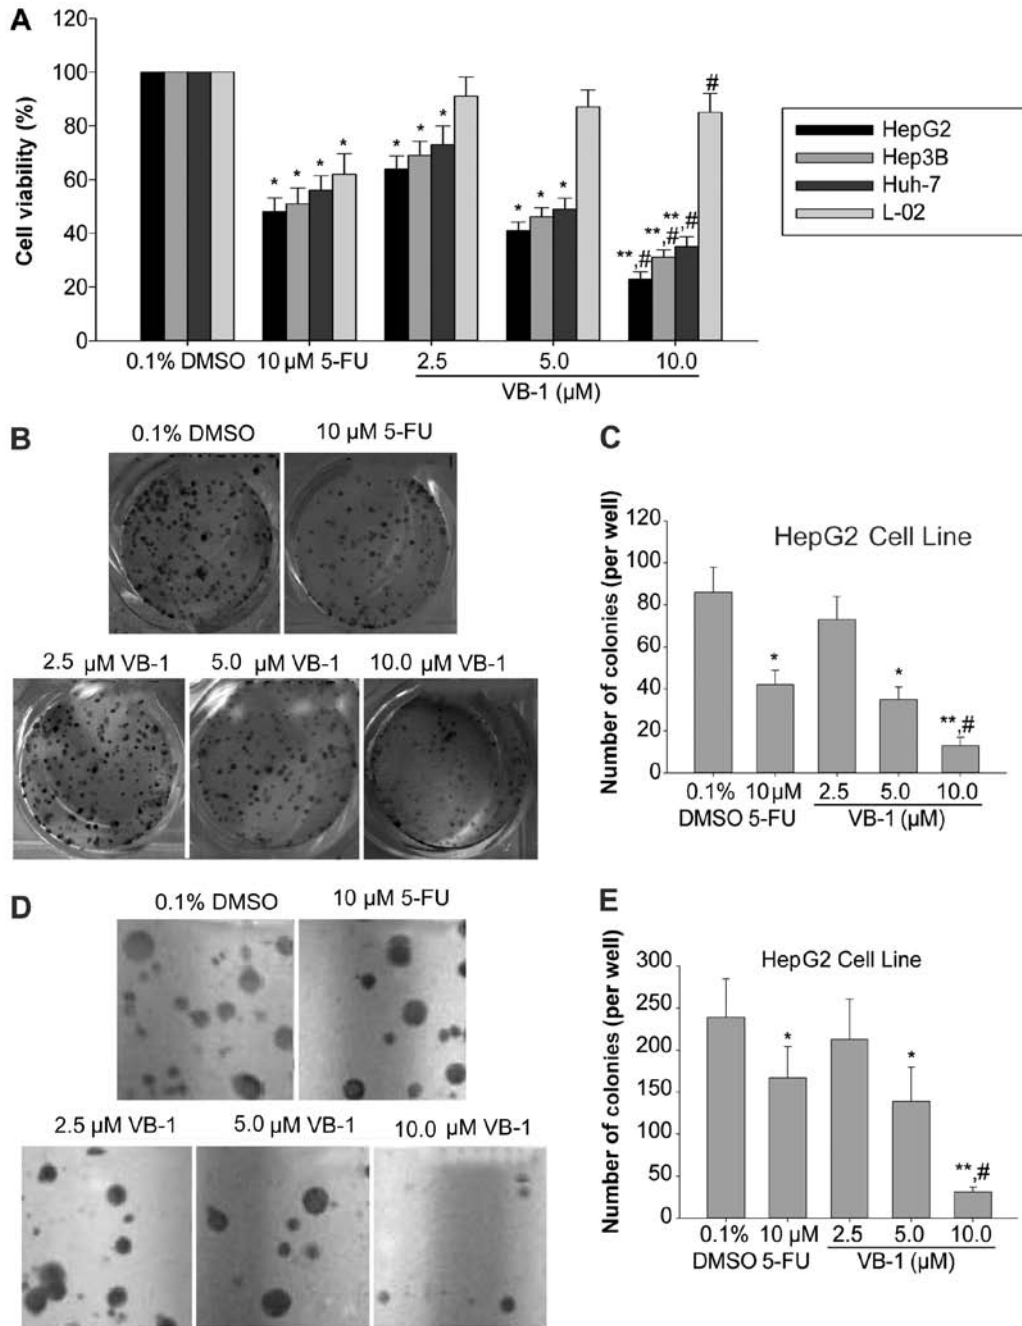 A
120
100
80
60
40
20
0
Cell viability (%)
* * * *
* * *
* * *
**,# **,# **,# #
0.1% DMSO 10 µM 5-FU 2.5 5.0 10.0
VB-1 (µM)
HepG2
Hep3B
Huh-7
L-02
B
0.1% DMSO 10 µM 5-FU
2.5 µM VB-1 5.0 µM VB-1 10.0 µM VB-1
C
HepG2 Cell Line
120
100
80
60
40
20
0
Number of colonies (per well)
* * **,#
0.1% 10 µM 2.5 5.0 10.0
DMSO 5-FU VB-1 (µM)
D
0.1% DMSO 10 µM 5-FU
2.5 µM VB-1 5.0 µM VB-1 10.0 µM VB-1
E
HepG2 Cell Line
300
250
200
150
100
50
0
Number of colonies (per well)
* * **,#
0.1% 10 µM 2.5 5.0 10.0
DMSO 5-FU VB-1 (µM)